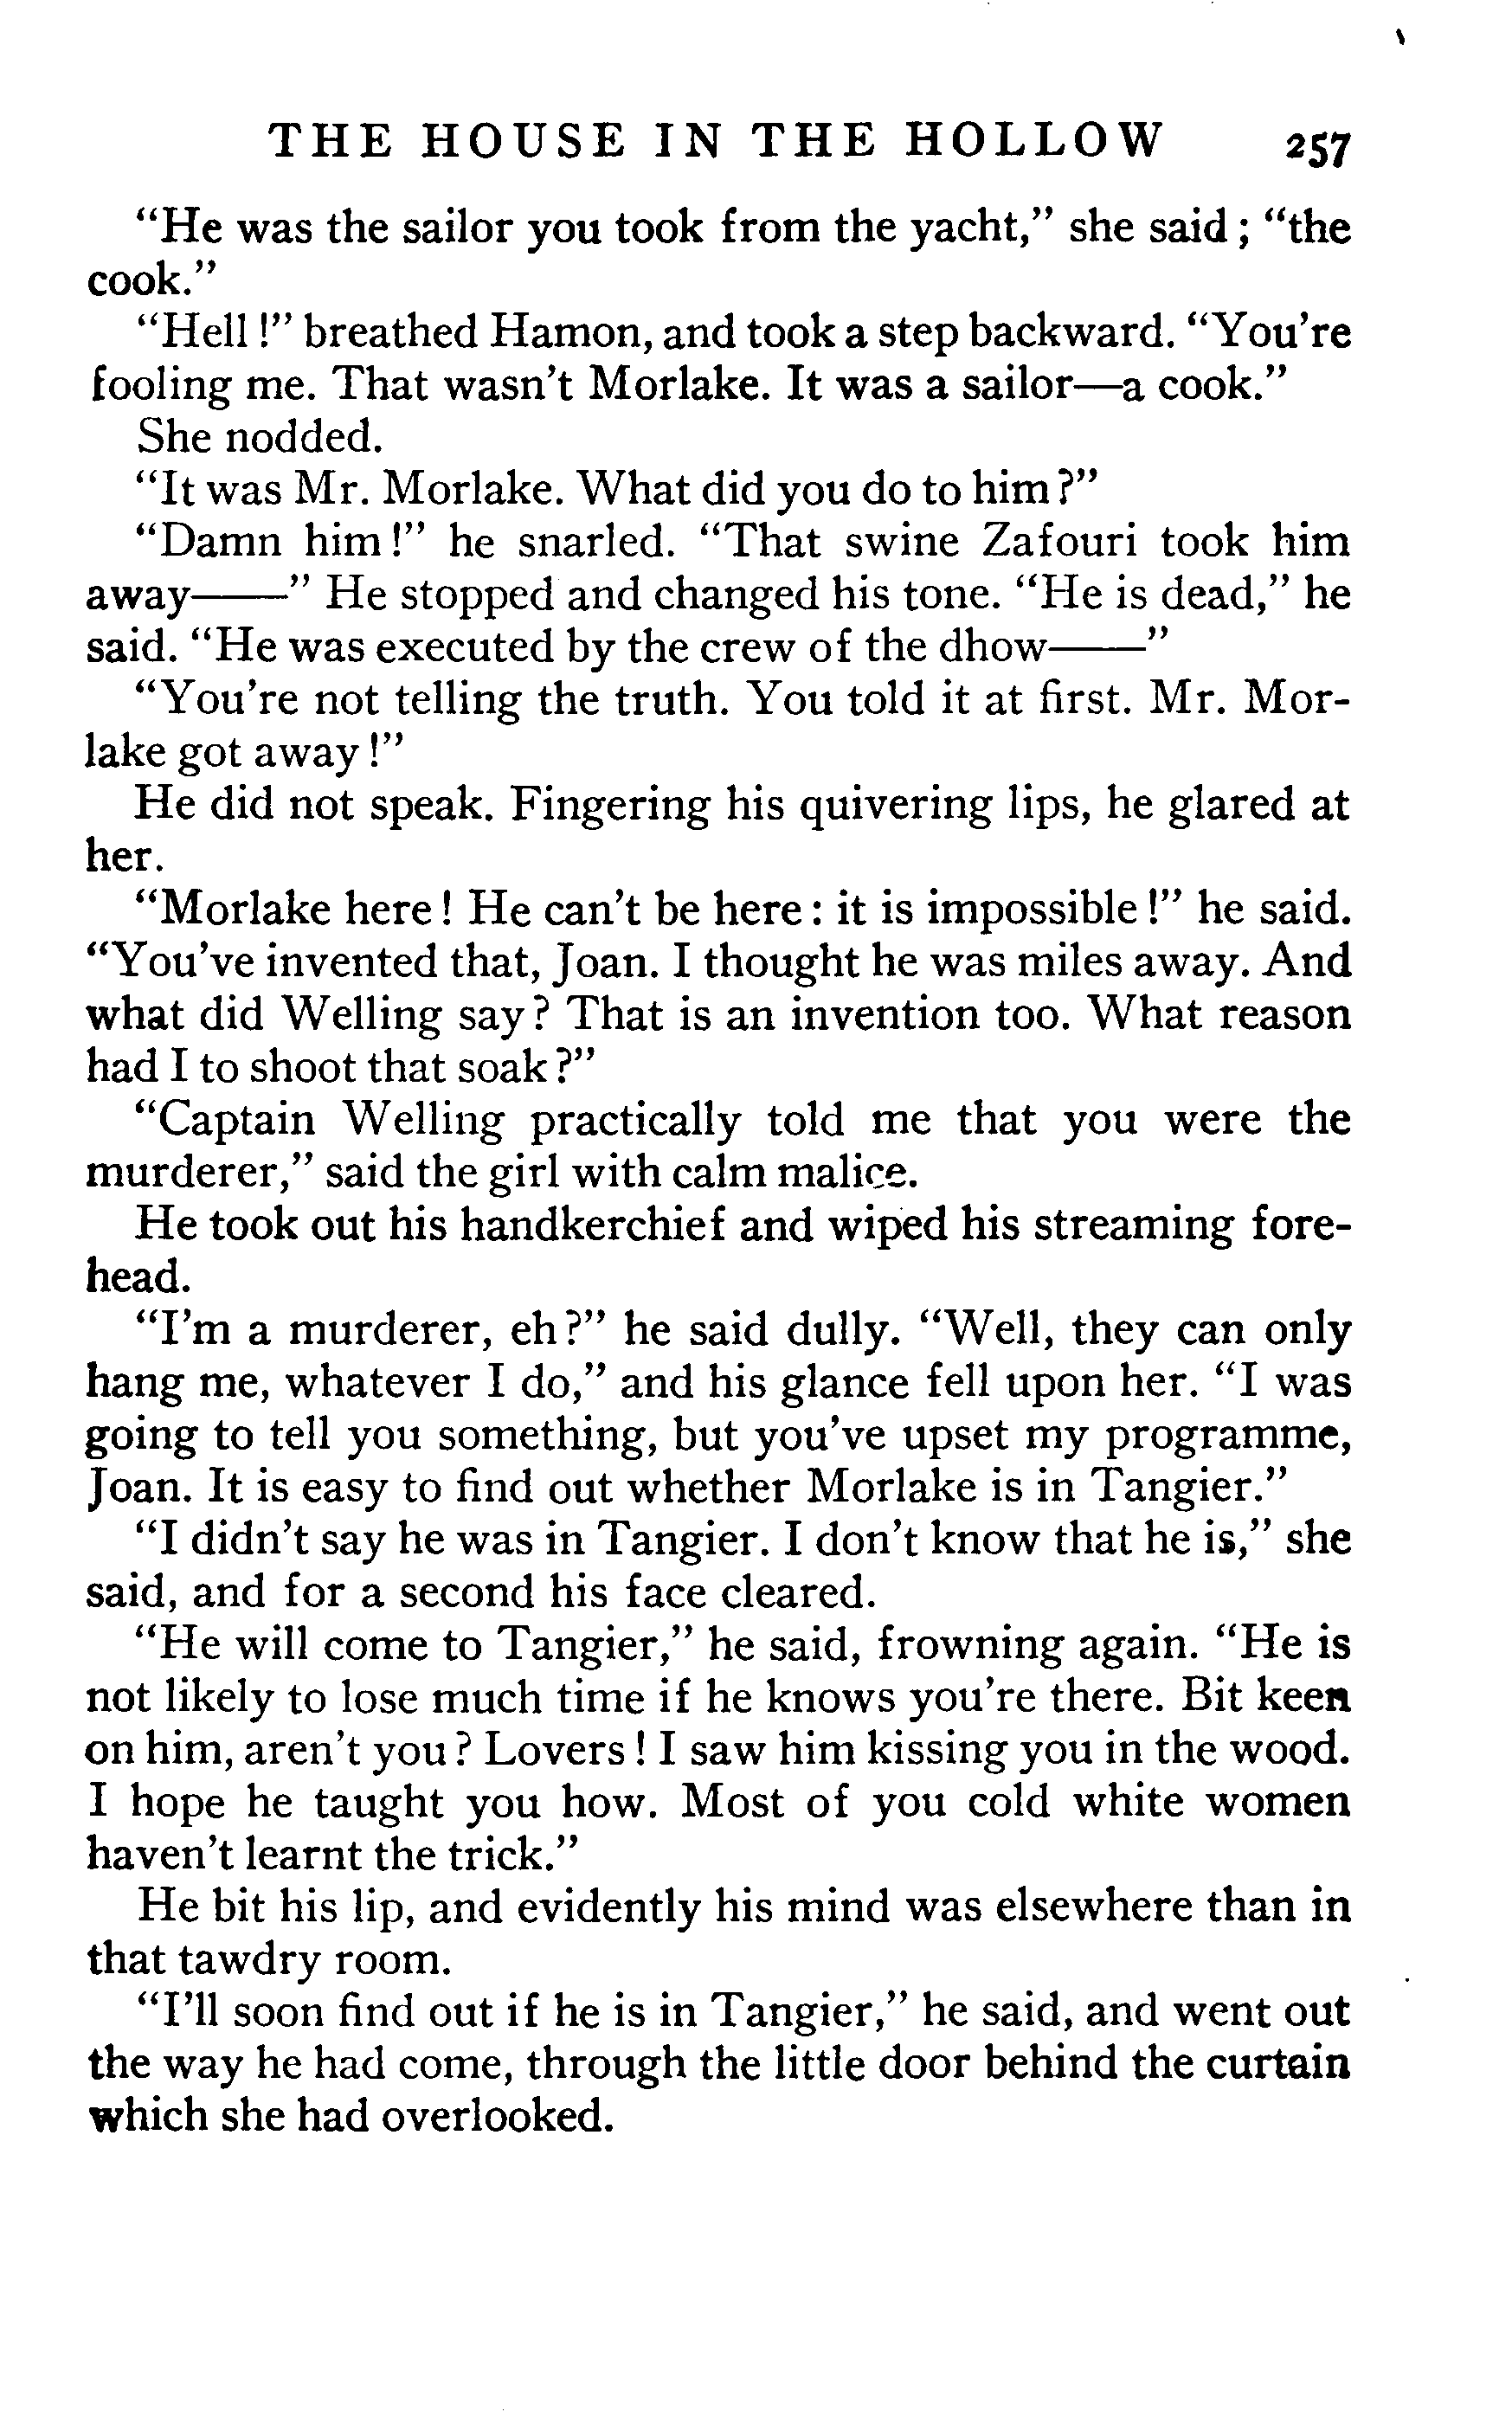 THE HOUSE IN THE HOLLOW 257
"He was the sailor you took from the yacht," she said; "the
cook."
"Hell!" breathed Hamon, and took a step backward. "You're
fooling me. That wasn't Morlake. It was a sailor—a cook."
She nodded.
"It was Mr. Morlake. What did you do to him?"
"Damn him!" he snarled. "That swine Zafouri took him
away——" He stopped and changed his tone. "He is dead," he
said. "He was executed by the crew of the dhow——"
"You're not telling the truth. You told it at first. Mr. Mor-
lake got away!"
He did not speak. Fingering his quivering lips, he glared at
her.
"Morlake here! He can't be here: it is impossible!" he said.
"You've invented that, Joan. I thought he was miles away. And
what did Welling say? That is an invention too. What reason
had I to shoot that soak?"
"Captain Welling practically told me that you were the
murderer," said the girl with calm malice.
He took out his handkerchief and wiped his streaming fore-
head.
"I'm a murderer, eh?" he said dully. "Well, they can only
hang me, whatever I do," and his glance fell upon her. "I was
going to tell you something, but you've upset my programme,
Joan. It is easy to find out whether Morlake is in Tangier."
"I didn't say he was in Tangier. I don't know that he is," she
said, and for a second his face cleared.
"He will come to Tangier," he said, frowning again. "He is
not likely to lose much time if he knows you're there. Bit keen
on him, aren't you? Lovers! I saw him kissing you in the wood.
I hope he taught you how. Most of you cold white women
haven't learnt the trick."
He bit his lip, and evidently his mind was elsewhere than in
that tawdry room.
"I'll soon find out if he is in Tangier," he said, and went out
the way he had come, through the little door behind the curtain
which she had overlooked.